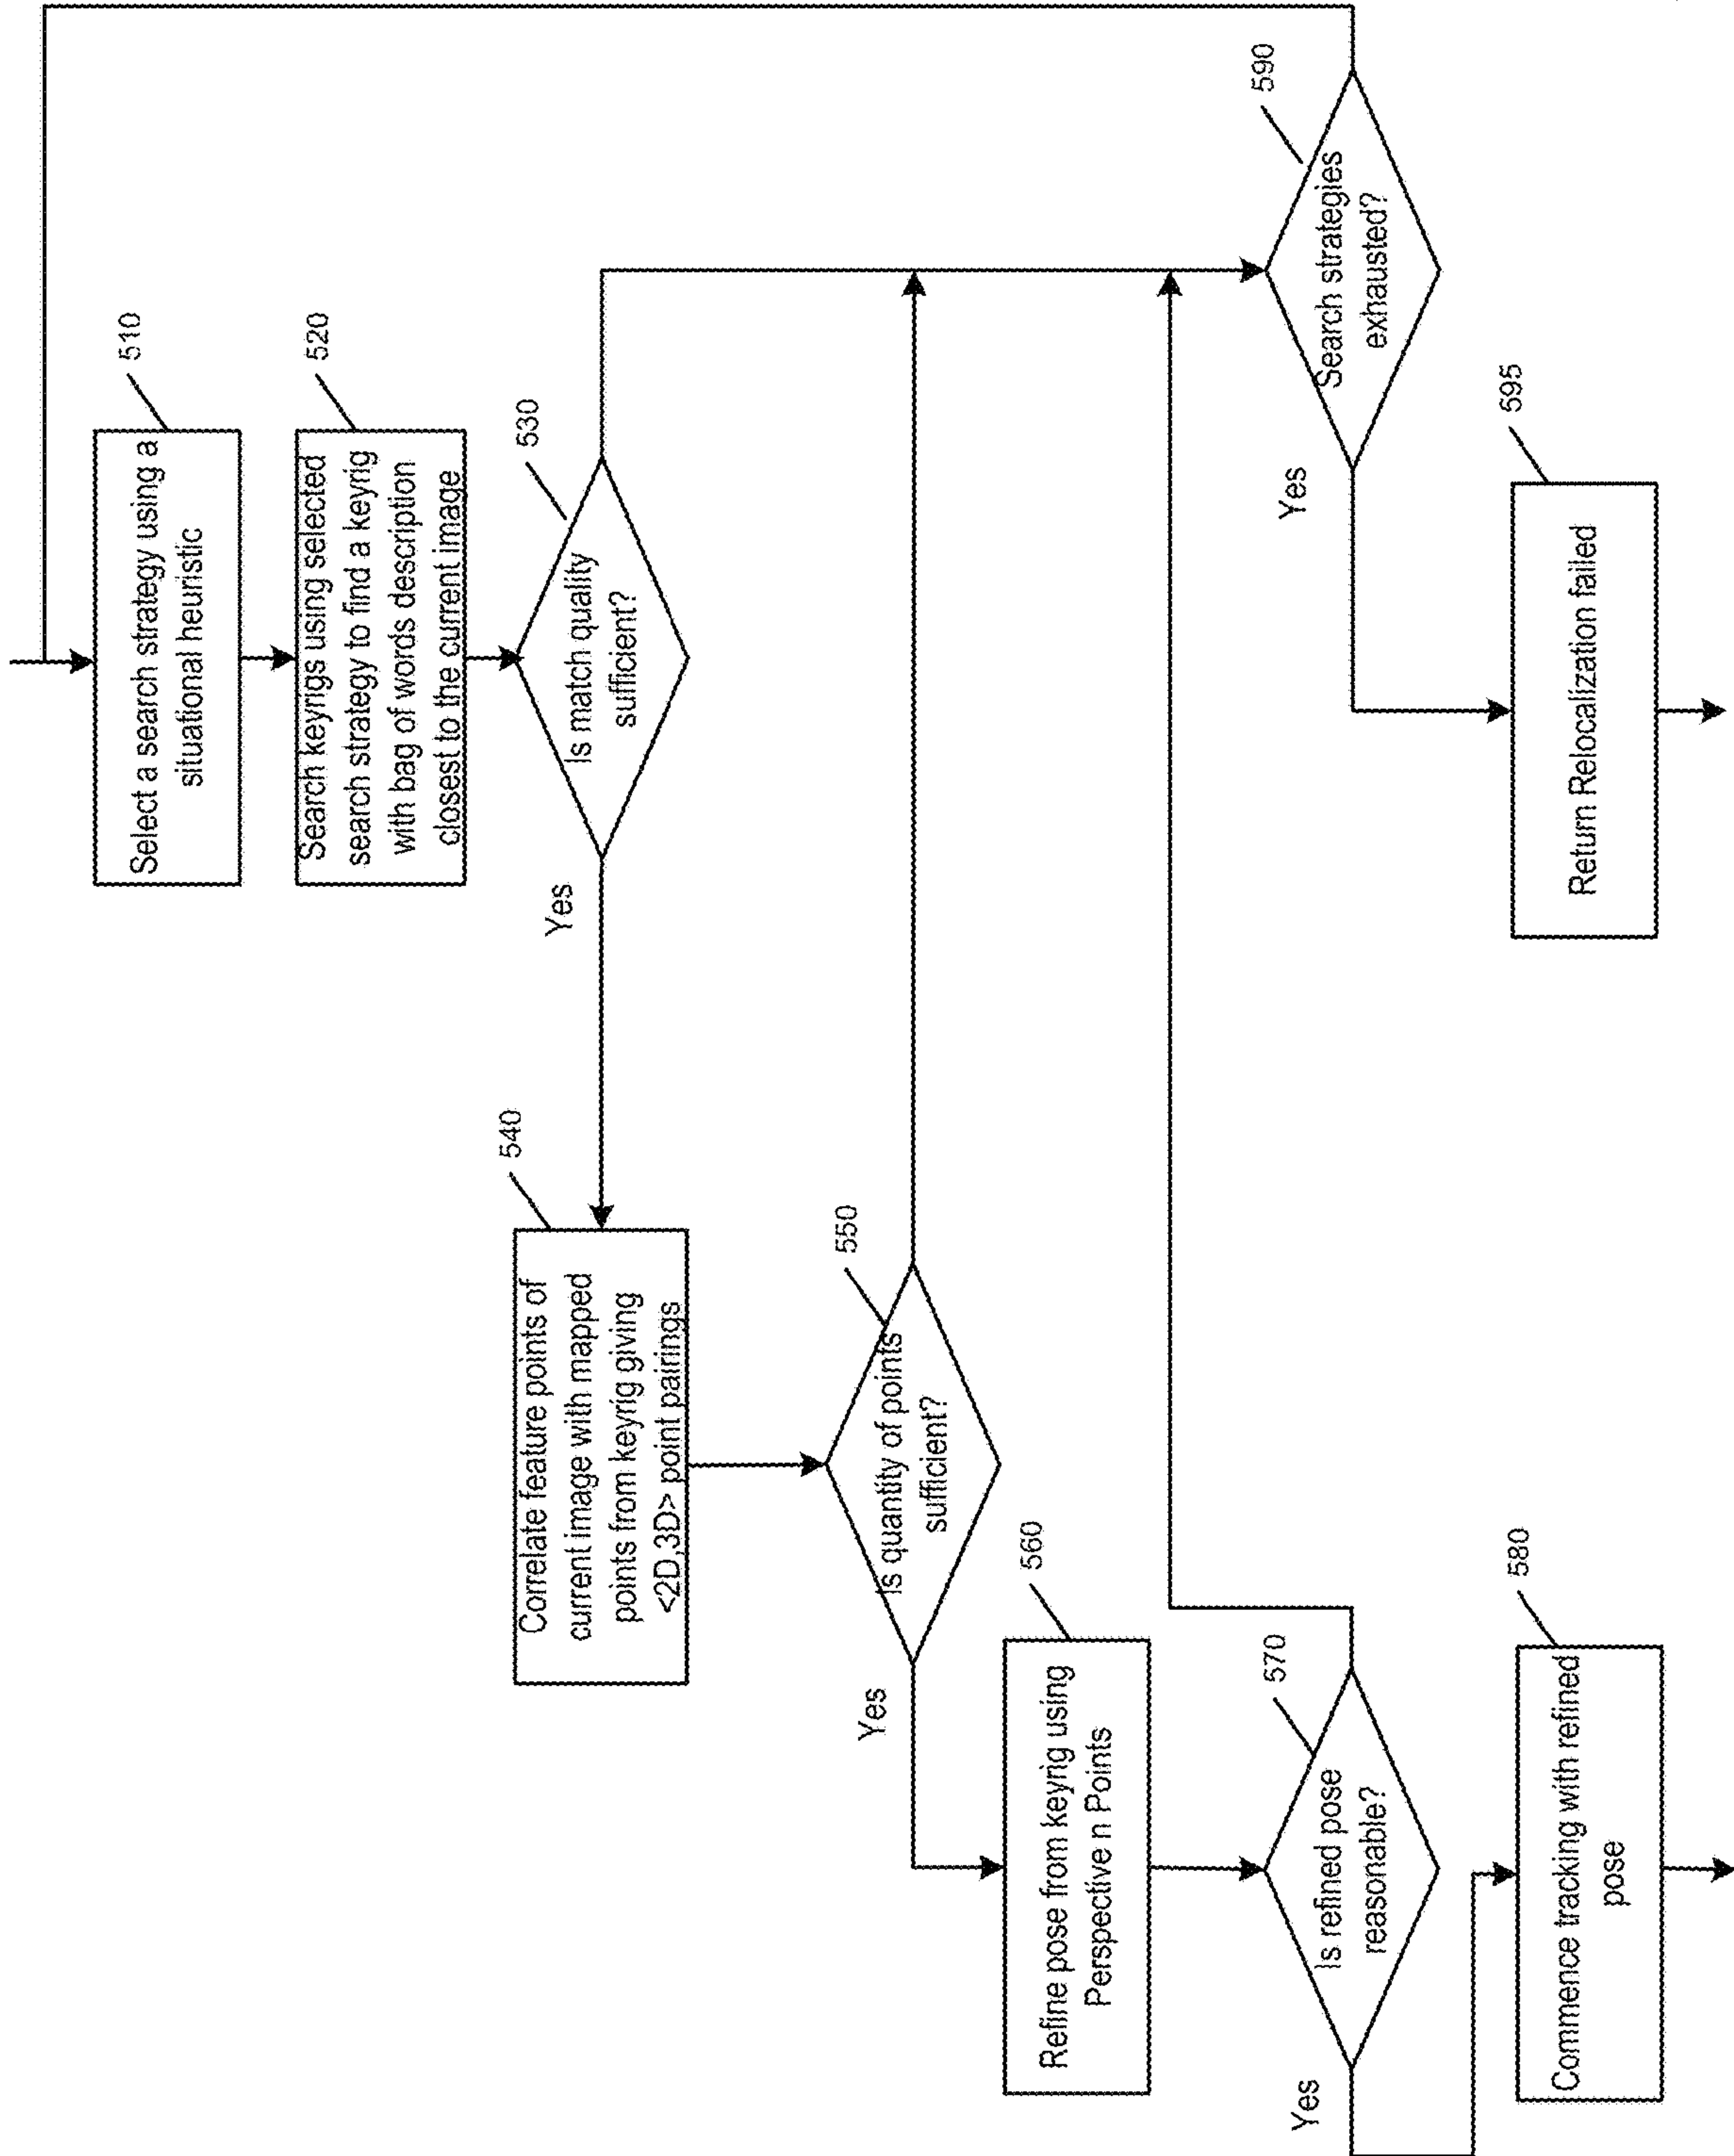 510
Select a search strategy using a
situational heuristic
520
Search keyrigs using selected
search strategy to find a keyrig
with bag of words description
closest to the current image
530
Is match quality
sufficient?
Yes
540
Correlate feature points of
current image with mapped
points from keyrig giving
<2D,3D> point pairings
550
Is quantity of points
sufficient?
Yes
560
Refine pose from keyrig using
Perspective n Points
570
Is refined pose
reasonable?
Yes
580
Commence tracking with refined
pose
590
Search strategies
exhausted?
Yes
595
Return Relocalization failed